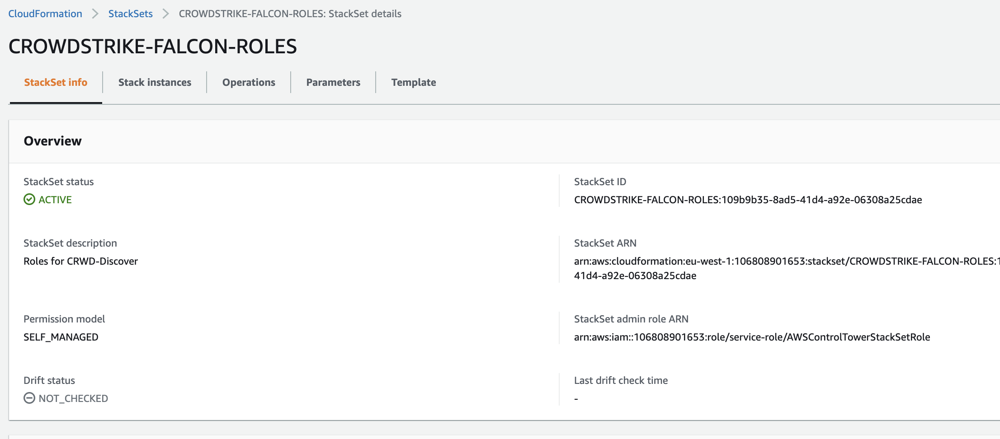 CloudFormation > StackSets > CROWDSTRIKE-FALCON-ROLES: StackSet details
CROWDSTRIKE-FALCON-ROLES
StackSet info Stack instances Operations Parameters Template
Overview
StackSet status
ACTIVE
StackSet ID
CROWDSTRIKE-FALCON-ROLES:109b9b35-8ad5-41d4-a92e-06308a25cdae
StackSet description
Roles for CRWD-Discover
StackSet ARN
arn:aws:cloudformation:eu-west-1:106808901653:stackset/CROWDSTRIKE-FALCON-ROLES:1
41d4-a92e-06308a25cdae
Permission model
SELF_MANAGED
StackSet admin role ARN
arn:aws:iam::106808901653:role/service-role/AWSControlTowerStackSetRole
Drift status
NOT_CHECKED
Last drift check time
-